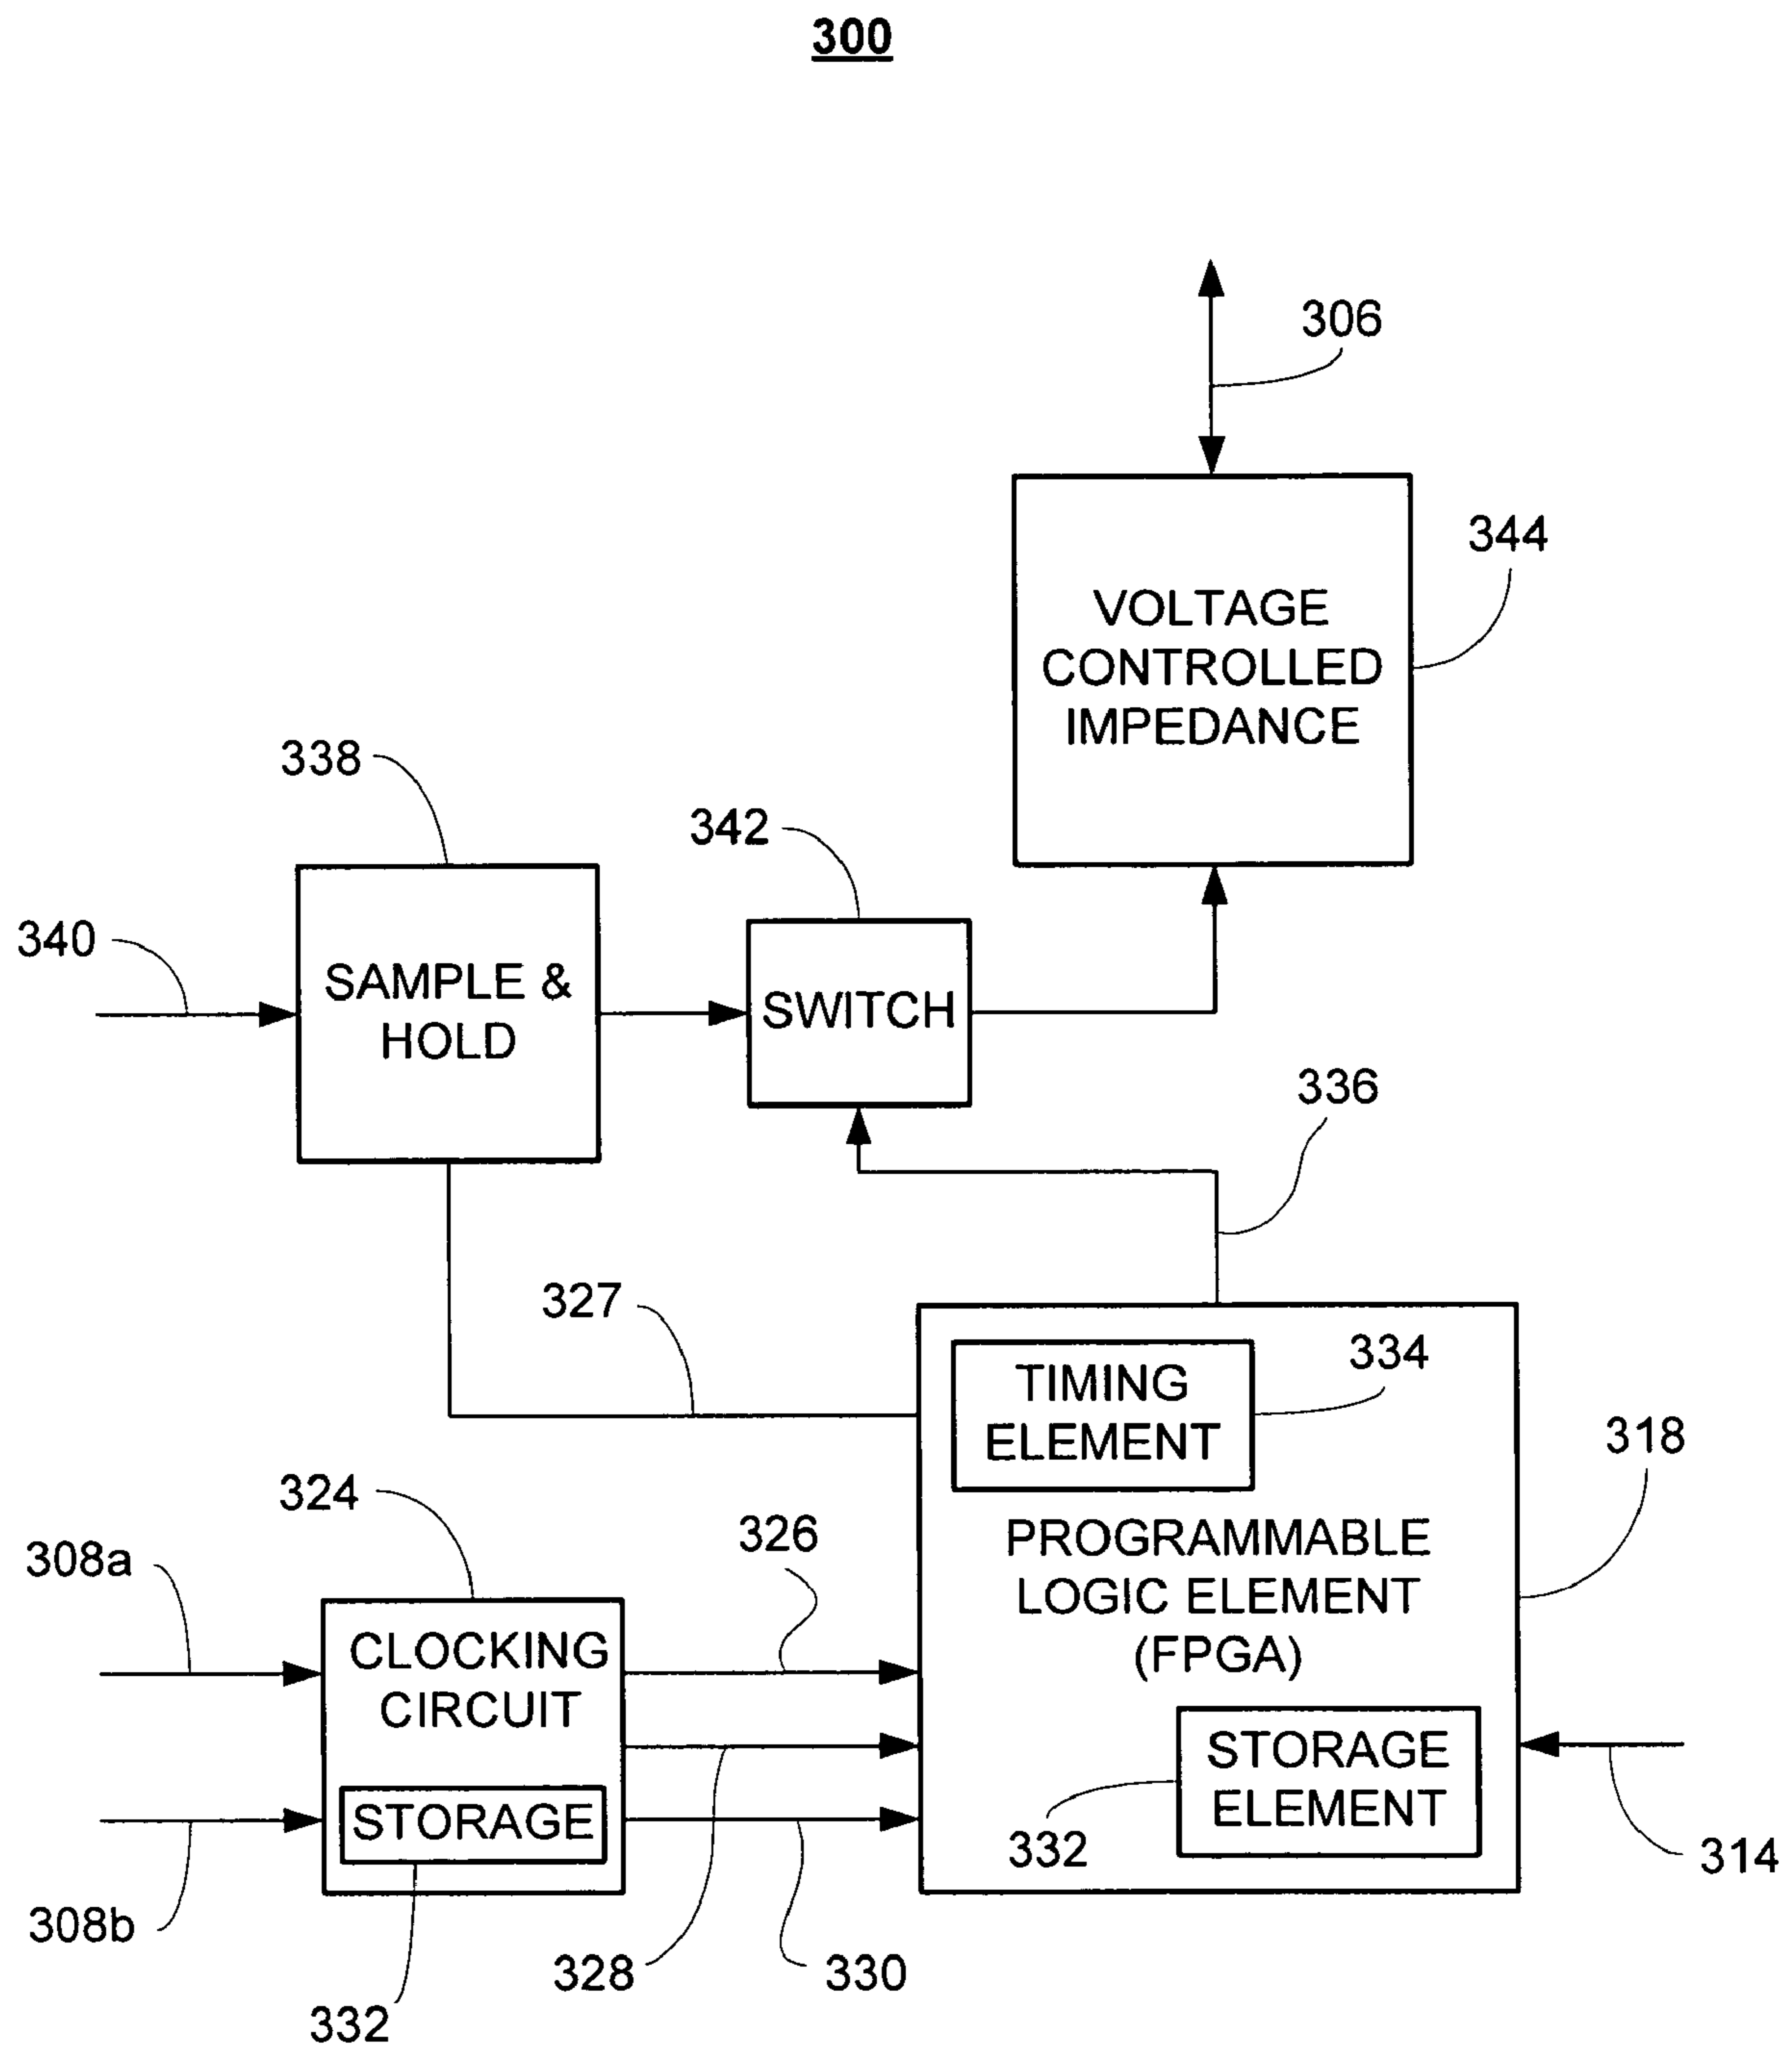 300
306
344
VOLTAGE
CONTROLLED
IMPEDANCE
338
342
340
SAMPLE &
HOLD
SWITCH
336
327
334
TIMING
ELEMENT
318
324
326
308a
PROGRAMMABLE
LOGIC ELEMENT
(FPGA)
CLOCKING
CIRCUIT
STORAGE
ELEMENT
STORAGE
332
314
308b
328
330
332